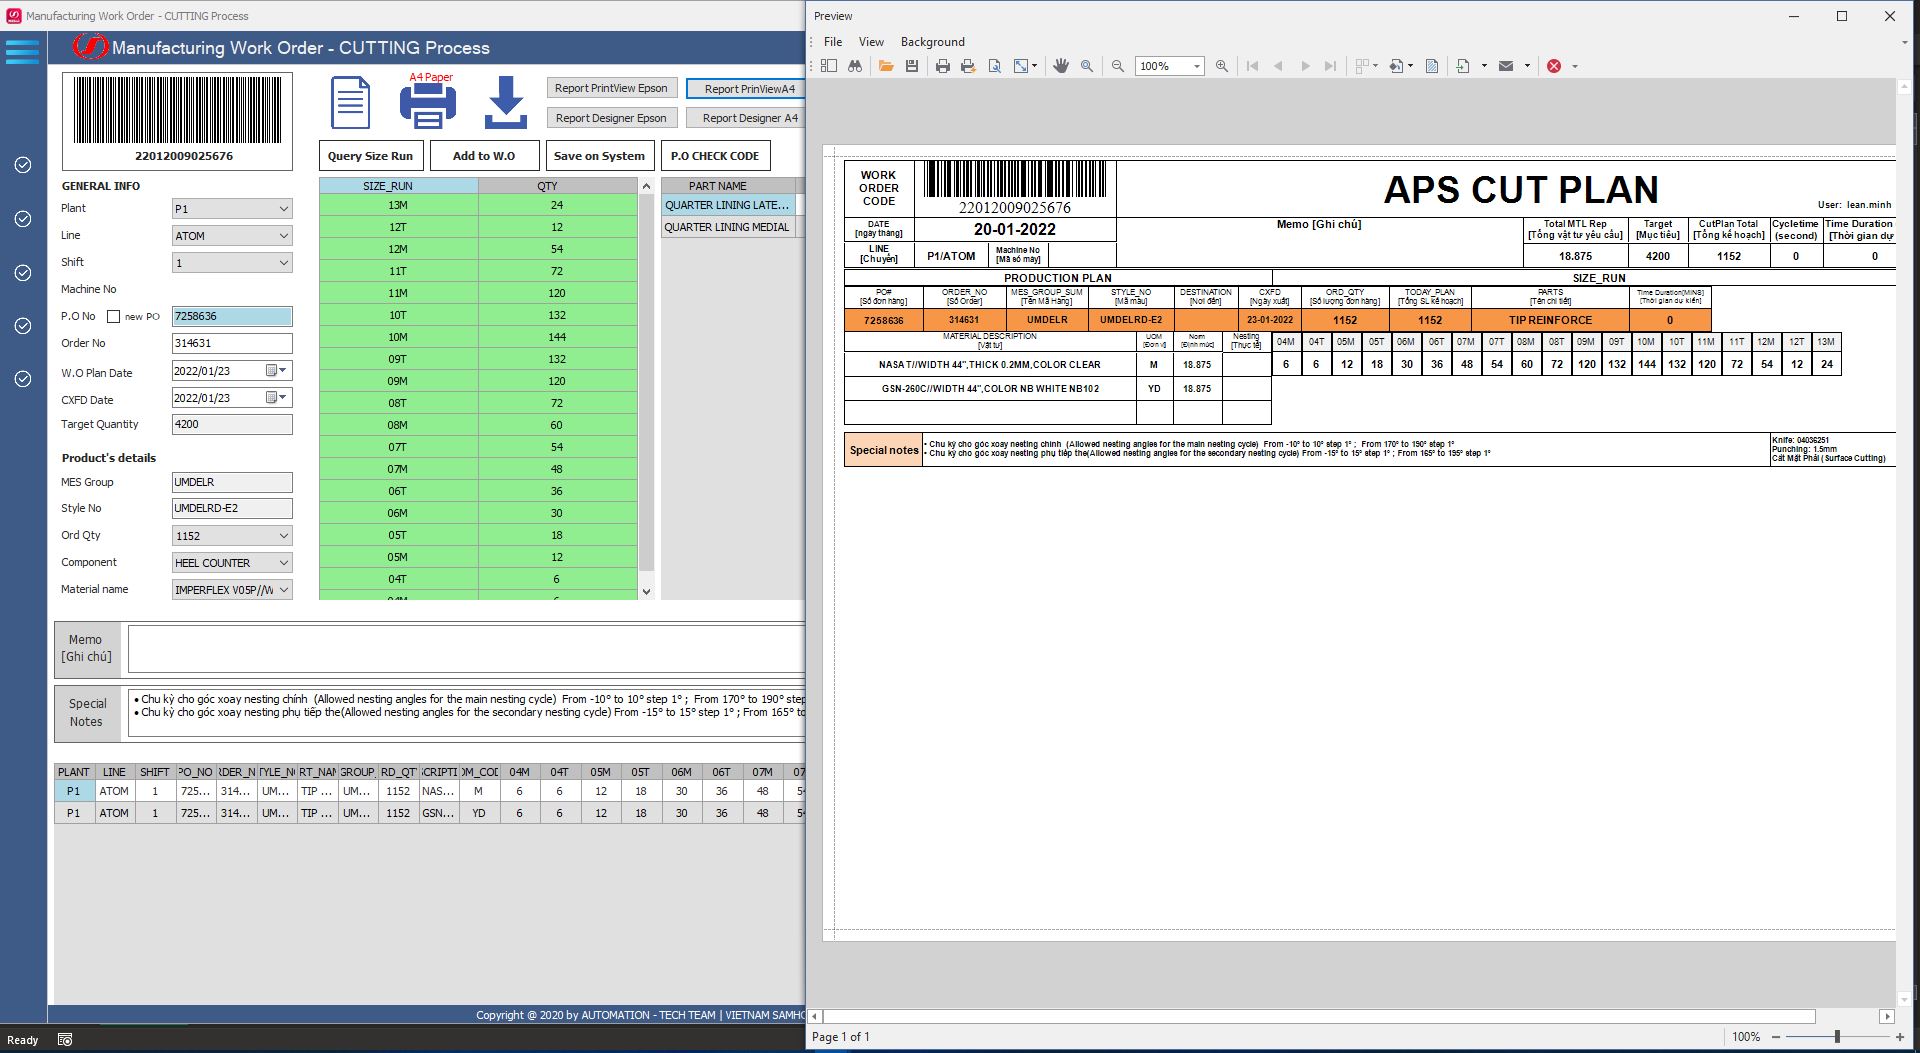 Manufacturing Work Order - CUTTING Process
Manufacturing Work Order - CUTTING Process
22012009025676
A4 Paper
Report PrintView Epson
Report PrinViewA4
Report Designer Epson
Report Designer A4
Query Size Run
Add to W.O
Save on System
P.O CHECK CODE
GENERAL INFO
Plant P1
Line ATOM
Shift 1
Machine No
P.O No new PO 7258636
Order No 314631
W.O Plan Date 2022/01/23
CXFD Date 2022/01/23
Target Quantity 4200
Product's details
MES Group UMDELR
Style No UMDELRD-E2
Ord Qty 1152
Component HEEL COUNTER
Material name IMPERFLEX V05P//W
SIZE_RUN QTY
13M 24
12T 12
12M 54
11T 72
11M 120
10T 132
10M 144
09T 132
09M 120
08T 72
08M 60
07T 54
07M 48
06T 36
06M 30
05T 18
05M 12
04T 6
04M 6
PART NAME
QUARTER LINING LATE...
QUARTER LINING MEDIAL
Memo
[Ghi chú]
Special
Notes
• Chu kỳ cho góc xoay nesting chính (Allowed nesting angles for the main nesting cycle) From -10° to 10° step 1° ; From 170° to 190° step
• Chu kỳ cho góc xoay nesting phụ tiếp the(Allowed nesting angles for the secondary nesting cycle) From -15° to 15° step 1° ; From 165° to
PLANT LINE SHIFT PO_NO RDER_N TYLE_N RT_NAM GROUP_ RD_QT SCRIPTI OM_COD 04M 04T 05M 05T 06M 06T 07M 07
P1 ATOM 1 725... 314... UM... TIP ... UM... 1152 NAS... M 6 6 12 18 30 36 48 54
P1 ATOM 1 725... 314... UM... TIP ... UM... 1152 GSN... YD 6 6 12 18 30 36 48 54
Copyright @ 2020 by AUTOMATION - TECH TEAM | VIETNAM SAMHO
Ready
Preview
File View Background
100%
WORK
ORDER
CODE
22012009025676
APS CUT PLAN
User: lean.minh
DATE
[ngày tháng]
20-01-2022
Memo [Ghi chú]
Total MTL Rep
[Tổng vật tư yêu cầu]
Target
[Mục tiêu]
CutPlan Total
[Tổng kế hoạch]
Cycletime
(second)
Time Duration
[Thời gian dự
LINE
[Chuyền]
P1/ATOM
Machine No
[Mã số máy]
18.875 4200 1152 0 0
PRODUCTION PLAN SIZE_RUN
PO#
[Số đơn hàng]
ORDER_NO
[Số Order]
MES_GROUP_SUM
[Tên Mã Hàng]
STYLE_NO
[Mã mẫu]
DESTINATION
[Nơi đến]
CXFD
[Ngày xuất]
ORD_QTY
[Số lượng đơn hàng]
TODAY_PLAN
[Tổng SL kế hoạch]
PARTS
[Tên chi tiết]
Time Duration(MINS)
[Thời gian dự kiến]
7258636 314631 UMDELR UMDELRD-E2 23-01-2022 1152 1152 TIP REINFORCE 0
MATERIAL DESCRIPTION
[Vật tư]
UOM
[Đơn vị]
Norm
[Định mức]
Nesting
[Thực tế]
04M 04T 05M 05T 06M 06T 07M 07T 08M 08T 09M 09T 10M 10T 11M 11T 12M 12T 13M
NASA T//WIDTH 44",THICK 0.2MM,COLOR CLEAR M 18.875
6 6 12 18 30 36 48 54 60 72 120 132 144 132 120 72 54 12 24
GSN-260C//WIDTH 44",COLOR NB WHITE NB102 YD 18.875
Special notes
• Chu kỳ cho góc xoay nesting chính (Allowed nesting angles for the main nesting cycle) From -10° to 10° step 1° ; From 170° to 190° step 1°
• Chu kỳ cho góc xoay nesting phụ tiếp the(Allowed nesting angles for the secondary nesting cycle) From -15° to 15° step 1° ; From 165° to 195° step 1°
Knife: 04036251
Punching: 1.5mm
Cắt Mặt Phải (Surface Cutting)
Page 1 of 1
100%